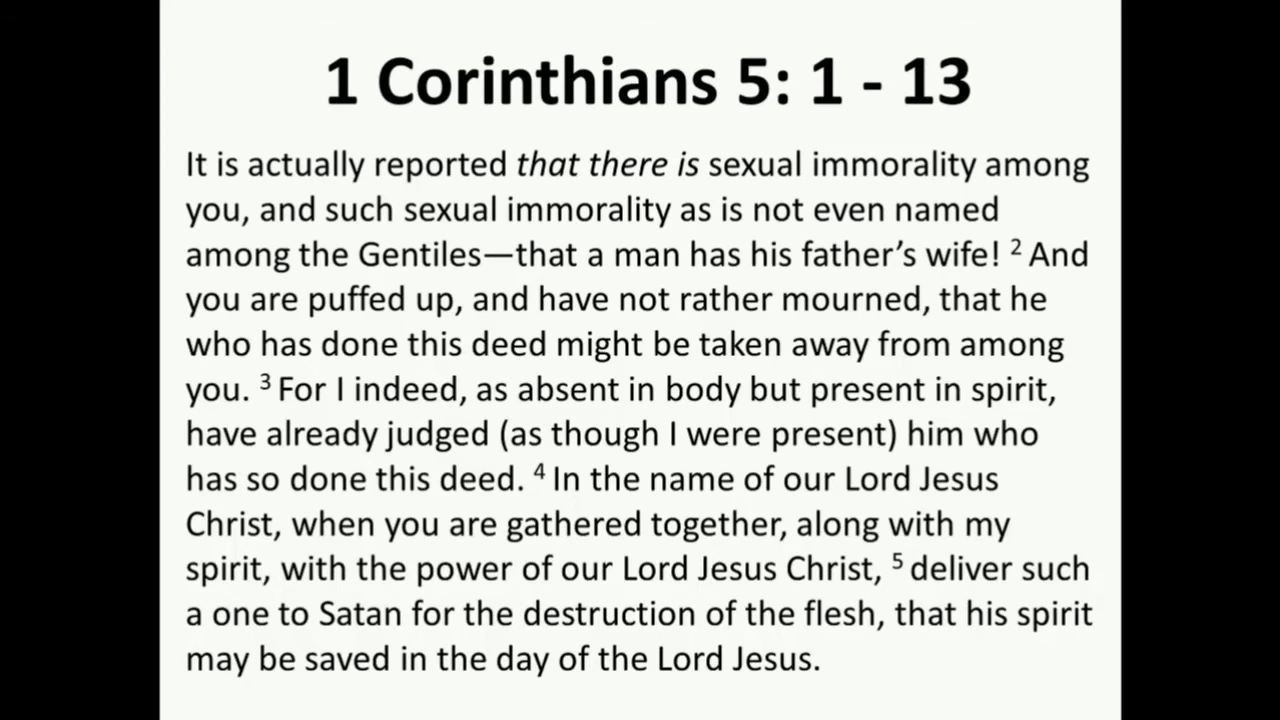 1 Corinthians 5: 1 - 13
It is actually reported that there is sexual immorality among
you, and such sexual immorality as is not even named
among the Gentiles—that a man has his father’s wife! ² And
you are puffed up, and have not rather mourned, that he
who has done this deed might be taken away from among
you. ³ For I indeed, as absent in body but present in spirit,
have already judged (as though I were present) him who
has so done this deed. ⁴ In the name of our Lord Jesus
Christ, when you are gathered together, along with my
spirit, with the power of our Lord Jesus Christ, ⁵ deliver such
a one to Satan for the destruction of the flesh, that his spirit
may be saved in the day of the Lord Jesus.